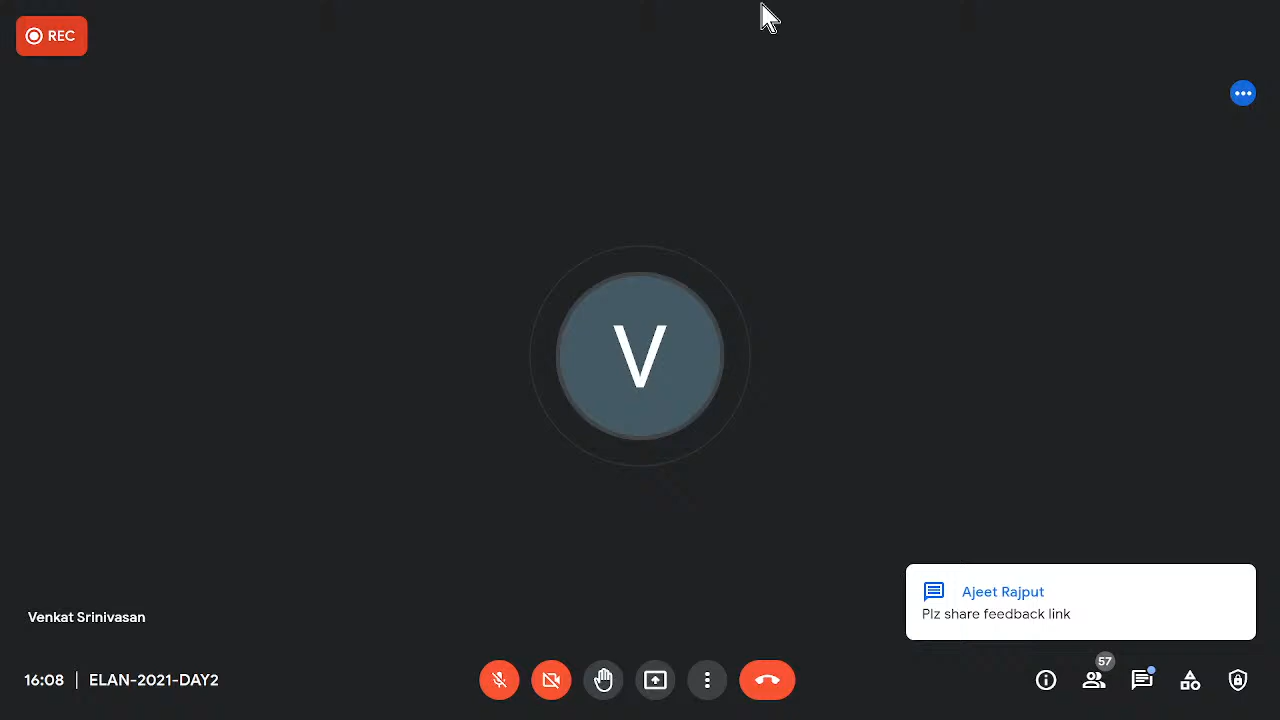 REC
V
Venkat Srinivasan
Ajeet Rajput
Plz share feedback link
16:08 | ELAN-2021-DAY2
57